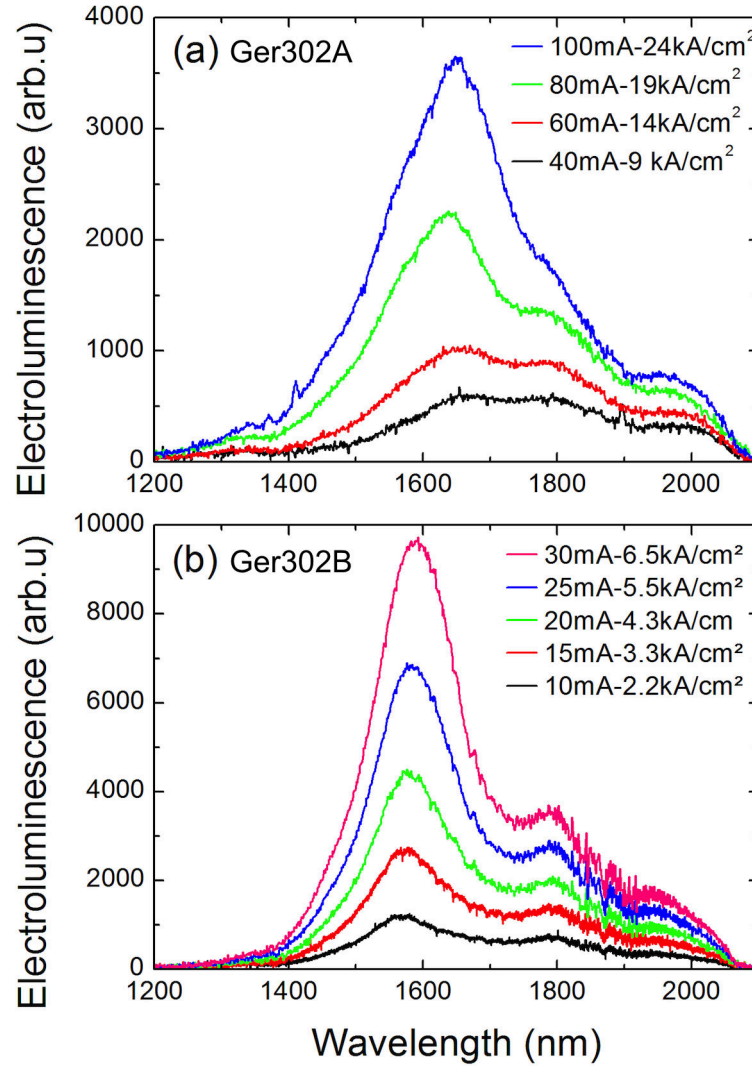 (a) Ger302A
100mA-24kA/cm²
80mA-19kA/cm²
60mA-14kA/cm²
40mA-9 kA/cm²
Electroluminescence (arb.u)
4000
3000
2000
1000
0
1200 1400 1600 1800 2000
(b) Ger302B
30mA-6.5kA/cm²
25mA-5.5kA/cm²
20mA-4.3kA/cm
15mA-3.3kA/cm²
10mA-2.2kA/cm²
Electroluminescence (arb.u)
10000
8000
6000
4000
2000
0
1200 1400 1600 1800 2000
Wavelength (nm)